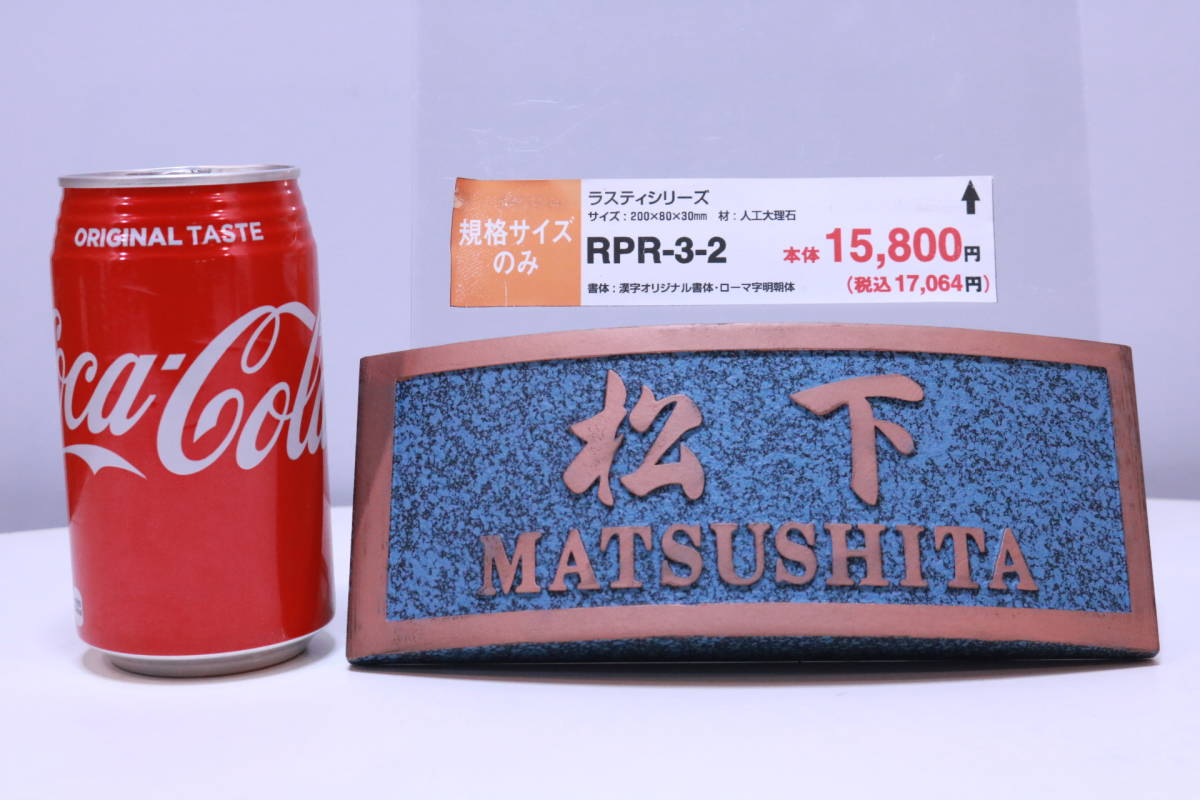 ORIGINAL TASTE
Coca-Cola
規格サイズ
のみ
ラスティシリーズ
サイズ：200×80×30mm 材：人工大理石
RPR-3-2 本体 15,800円
書体：漢字オリジナル書体・ローマ字明朝体 (税込 17,064円)
松下
MATSUSHITA